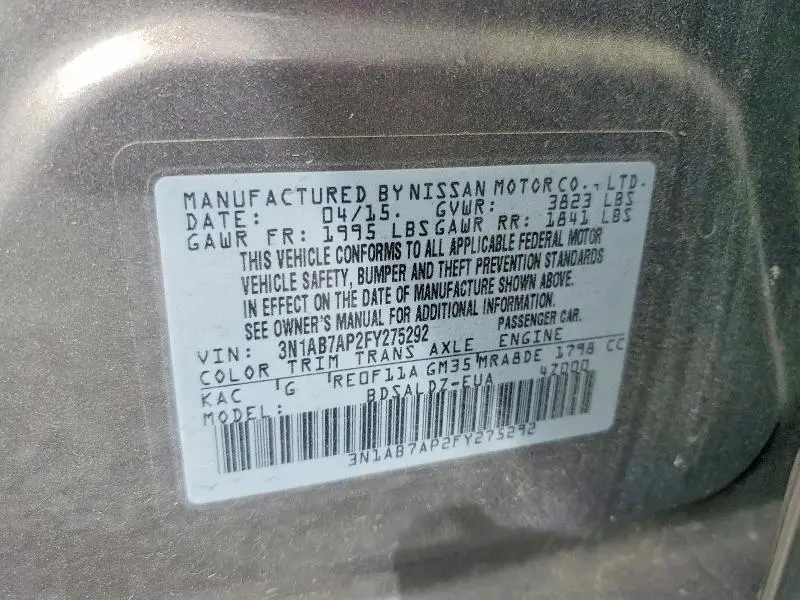 MANUFACTURED BY NISSAN MOTOR CO., LTD.
DATE: 04/15. GVWR: 3823 LBS
GAWR FR: 1995 LBS GAWR RR: 1841 LBS
THIS VEHICLE CONFORMS TO ALL APPLICABLE FEDERAL MOTOR
VEHICLE SAFETY, BUMPER AND THEFT PREVENTION STANDARDS
IN EFFECT ON THE DATE OF MANUFACTURE SHOWN ABOVE.
SEE OWNER'S MANUAL FOR ADDITIONAL INFORMATION.
VIN: 3N1AB7AP2FY275292 PASSENGER CAR.
COLOR TRIM TRANS AXLE ENGINE
KAC G RE0F11A GM35 MRA8DE 1798 CC
MODEL: BDSALDZ-EUA 47000
3N1AB7AP2FY275292